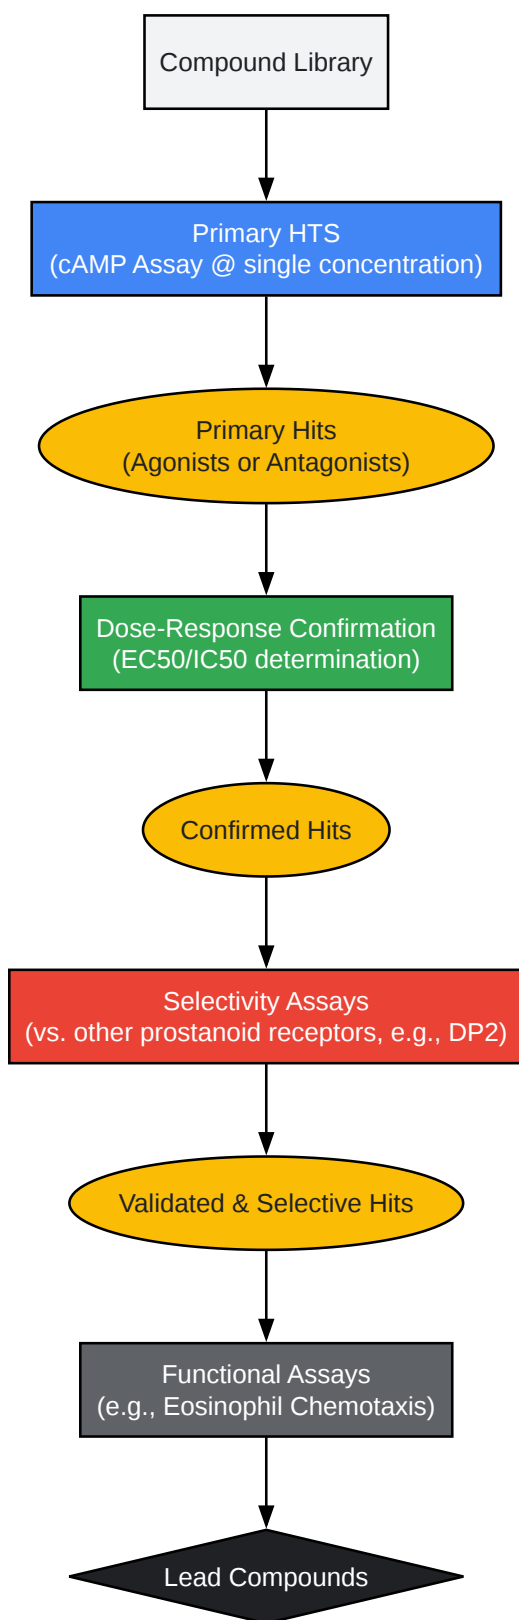 Compound Library
Primary HTS
(cAMP Assay @ single concentration)
Primary Hits
(Agonists or Antagonists)
Dose-Response Confirmation
(EC50/IC50 determination)
Confirmed Hits
Selectivity Assays
(vs. other prostanoid receptors, e.g., DP2)
Validated & Selective Hits
Functional Assays
(e.g., Eosinophil Chemotaxis)
Lead Compounds